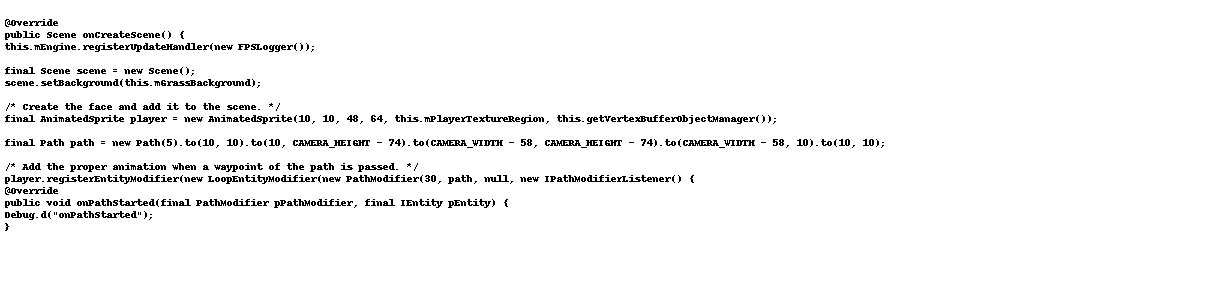 @Override
public Scene onCreateScene() {
this.mEngine.registerUpdateHandler(new FPSLogger());
final Scene scene = new Scene();
scene.setBackground(this.mGrassBackground);
/* Create the face and add it to the scene. */
final AnimatedSprite player = new AnimatedSprite(10, 10, 48, 64, this.mPlayerTextureRegion, this.getVertexBufferObjectManager());
final Path path = new Path(5).to(10, 10).to(10, CAMERA_HEIGHT - 74).to(CAMERA_WIDTH - 58, CAMERA_HEIGHT - 74).to(CAMERA_WIDTH - 58, 10).to(10, 10);
/* Add the proper animation when a waypoint of the path is passed. */
player.registerEntityModifier(new LoopEntityModifier(new PathModifier(30, path, null, new IPathModifierListener() {
@Override
public void onPathStarted(final PathModifier pPathModifier, final IEntity pEntity) {
Debug.d("onPathStarted");
}